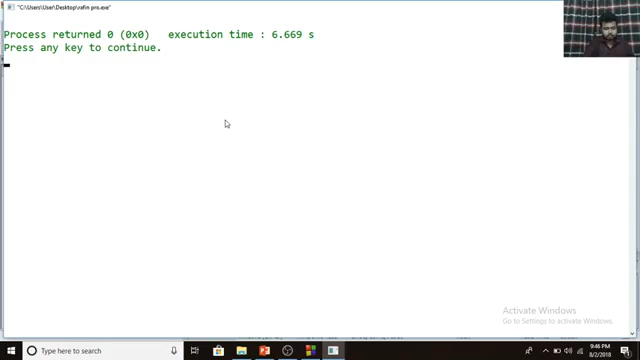 "C:\Users\User\Desktop\rafin pro.exe"
Process returned 0 (0x0)   execution time : 6.669 s
Press any key to continue.
Activate Windows
Go to Settings to activate Windows.
Type here to search
9:46 PM
8/2/2018